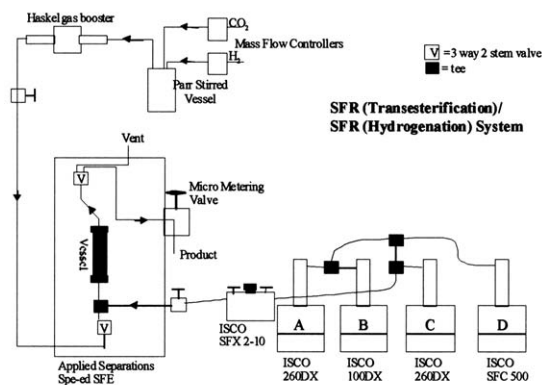 Haskel gas booster
CO2
Mass Flow Controllers
H2
Parr Stirred
Vessel
V =3 way 2 stem valve
= tee
SFR (Transesterification)/
SFR (Hydrogenation) System
Vent
V
Micro Metering
Valve
Vessel
Product
V
Applied Separations
Spe-ed SFE
ISCO
SFX 2-10
A
B
C
D
ISCO
260DX
ISCO
100DX
ISCO
260DX
ISCO
SFC 500